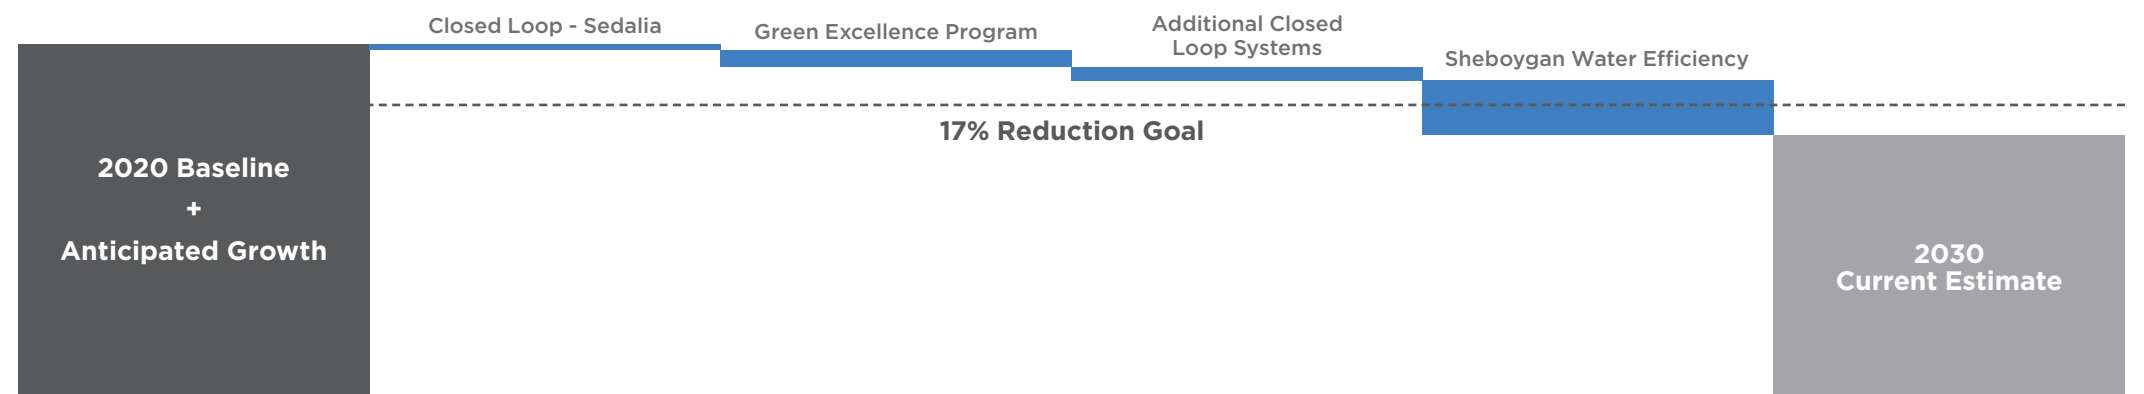 Closed Loop - Sedalia
Green Excellence Program
Additional Closed
Loop Systems
Sheboygan Water Efficiency
17% Reduction Goal
2020 Baseline
+
Anticipated Growth
2030
Current Estimate